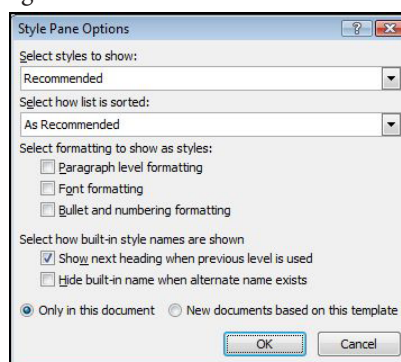 Style Pane Options
Select styles to show:
Recommended
Select how list is sorted:
As Recommended
Select formatting to show as styles:
Paragraph level formatting
Font formatting
Bullet and numbering formatting
Select how built-in style names are shown
Show next heading when previous level is used
Hide built-in name when alternate name exists
Only in this document New documents based on this template
OK Cancel